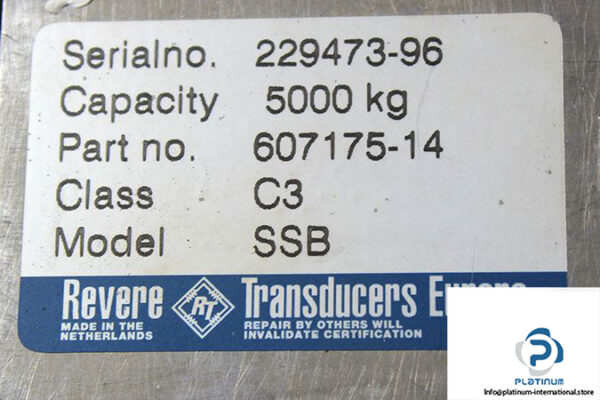 Serialno. 229473-96
Capacity 5000 kg
Part no. 607175-14
Class C3
Model SSB
Revere RT Transducers
MADE IN THE NETHERLANDS
REPAIR BY OTHERS WILL INVALIDATE CERTIFICATION
PLATINUM
Info@platinum-international.store